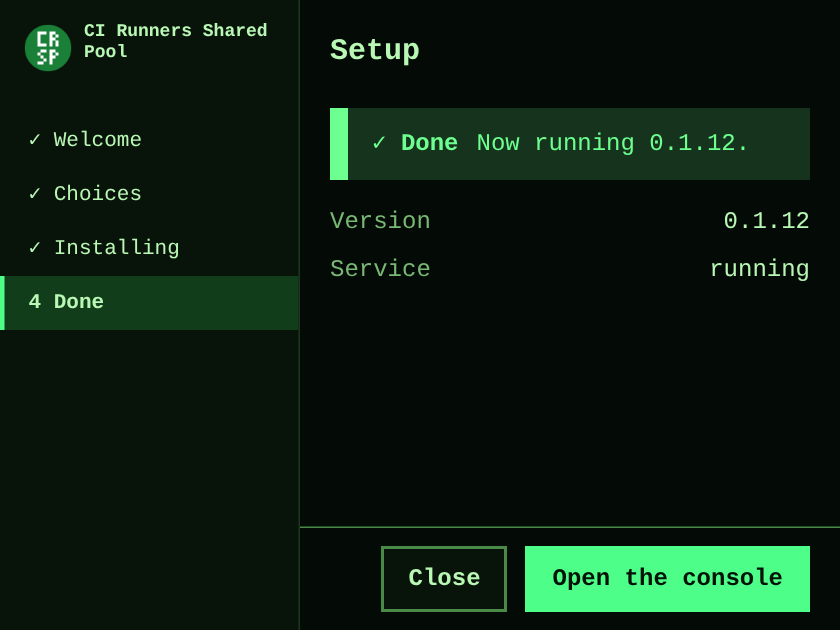 CI Runners Shared
Pool
✓ Welcome
✓ Choices
✓ Installing
4 Done
Setup
✓ Done Now running 0.1.12.
Version 0.1.12
Service running
Close
Open the console